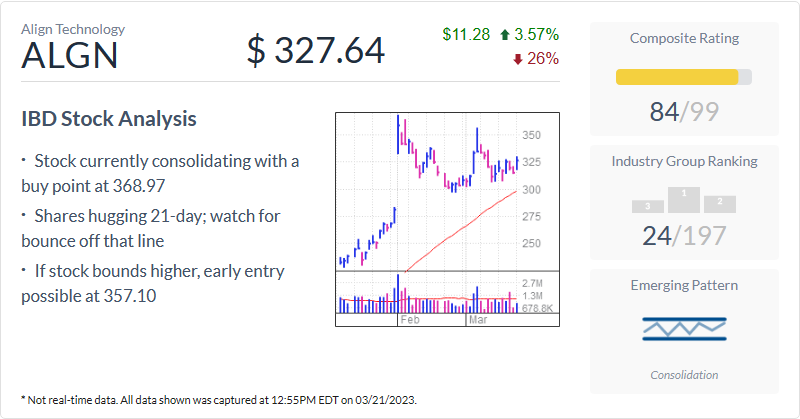 Align Technology
ALGN
$ 327.64
$11.28 3.57%
26%
IBD Stock Analysis
· Stock currently consolidating with a
buy point at 368.97
· Shares hugging 21-day; watch for
bounce off that line
· If stock bounds higher, early entry
possible at 357.10
350
325
300
275
250
2.7M
1.3M
678.8K
Feb Mar
Composite Rating
84/99
Industry Group Ranking
3 1 2
24/197
Emerging Pattern
Consolidation
* Not real-time data. All data shown was captured at 12:55PM EDT on 03/21/2023.